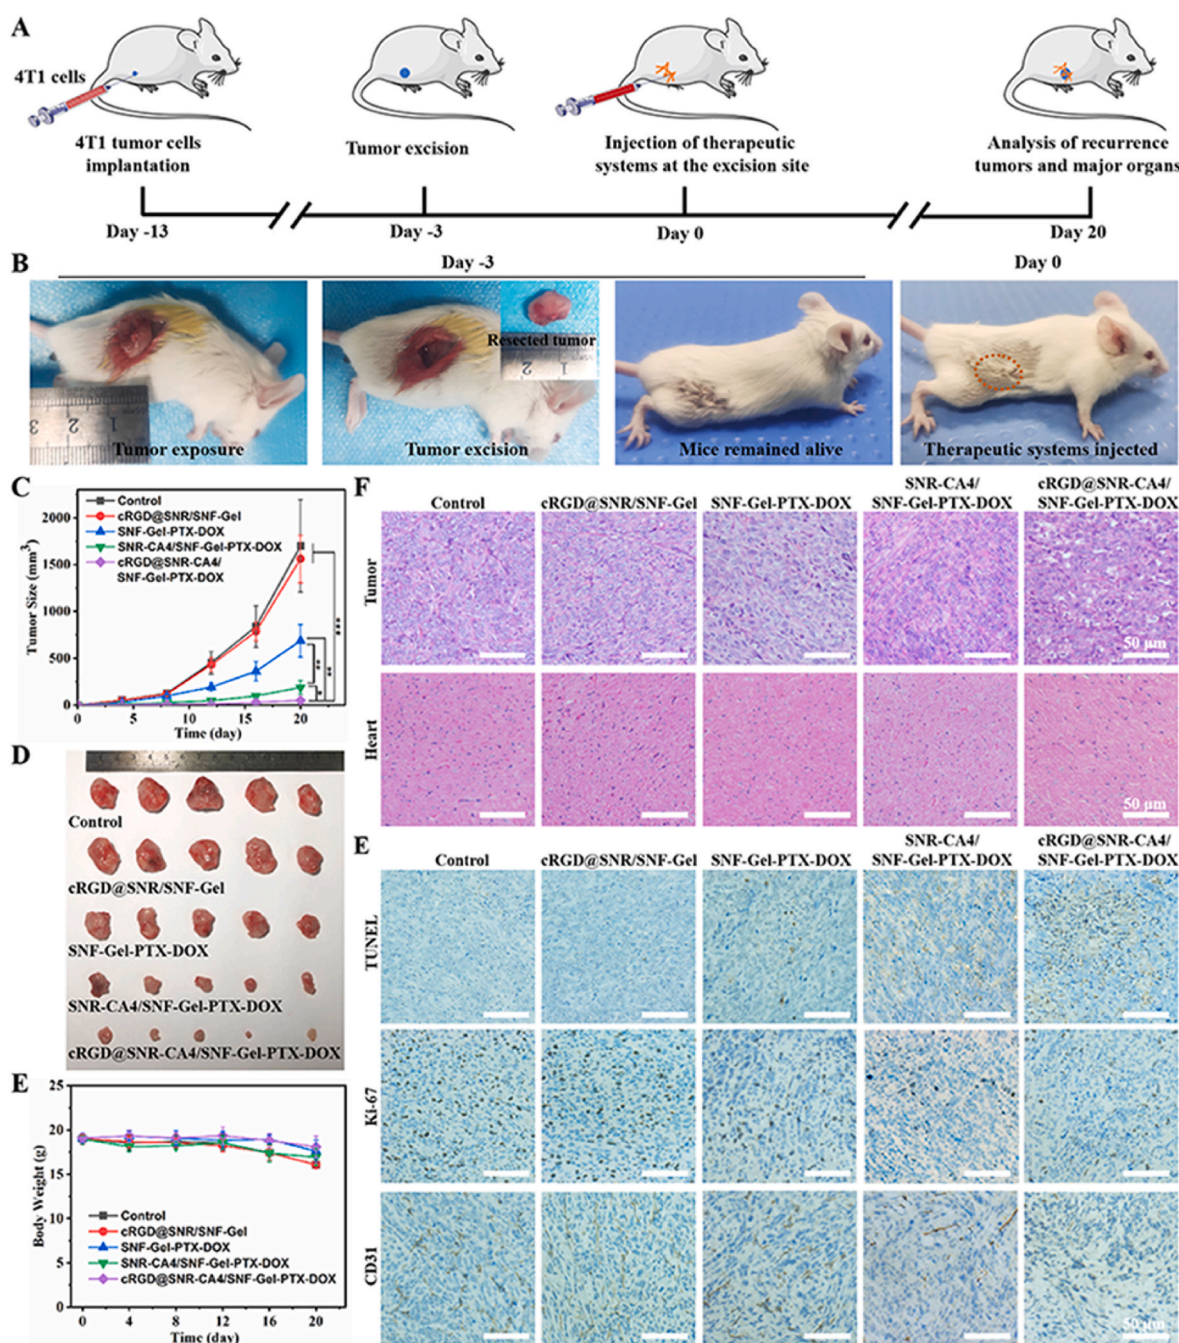 A
4T1 cells
4T1 tumor cells
implantation
Tumor excision
Injection of therapeutic
systems at the excision site
Analysis of recurrence
tumors and major organs
Day -13
Day -3
Day 0
Day 20
B
Day -3
Day 0
3 2 1
Tumor exposure
Resected tumor
2 1
Tumor excision
Mice remained alive
Therapeutic systems injected
C
Control
cRGD@SNR/SNF-Gel
SNF-Gel-PTX-DOX
SNR-CA4/SNF-Gel-PTX-DOX
cRGD@SNR-CA4/
SNF-Gel-PTX-DOX
Tumor Size (mm3)
2000
1500
1000
500
0
0 5 10 15 20
Time (day)
***
**
**
*
D
Control
cRGD@SNR/SNF-Gel
SNF-Gel-PTX-DOX
SNR-CA4/SNF-Gel-PTX-DOX
cRGD@SNR-CA4/SNF-Gel-PTX-DOX
E
Body Weight (g)
25
20
15
10
5
0
Control
cRGD@SNR/SNF-Gel
SNF-Gel-PTX-DOX
SNR-CA4/SNF-Gel-PTX-DOX
cRGD@SNR-CA4/SNF-Gel-PTX-DOX
0 4 8 12 16 20
Time (day)
F
Control
cRGD@SNR/SNF-Gel
SNF-Gel-PTX-DOX
SNR-CA4/
SNF-Gel-PTX-DOX
cRGD@SNR-CA4/
SNF-Gel-PTX-DOX
Tumor
50 μm
Heart
50 μm
E
Control
cRGD@SNR/SNF-Gel
SNF-Gel-PTX-DOX
SNR-CA4/
SNF-Gel-PTX-DOX
cRGD@SNR-CA4/
SNF-Gel-PTX-DOX
TUNEL
Ki-67
CD31
50 μm